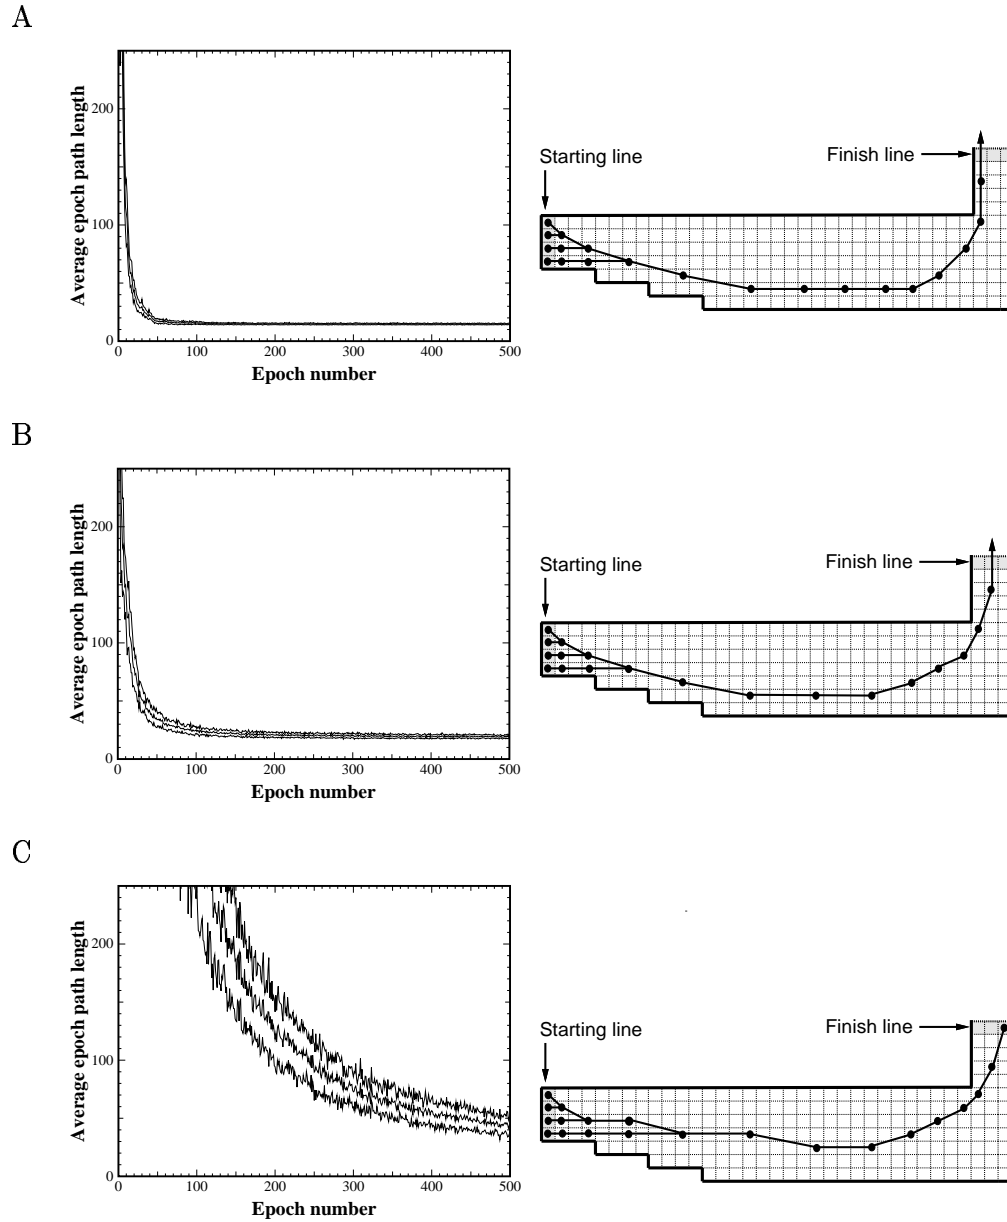 A
Average epoch path length
200
100
0
0 100 200 300 400 500
Epoch number
Starting line
Finish line
B
Average epoch path length
200
100
0
0 100 200 300 400 500
Epoch number
Starting line
Finish line
C
Average epoch path length
200
100
0
0 100 200 300 400 500
Epoch number
Starting line
Finish line